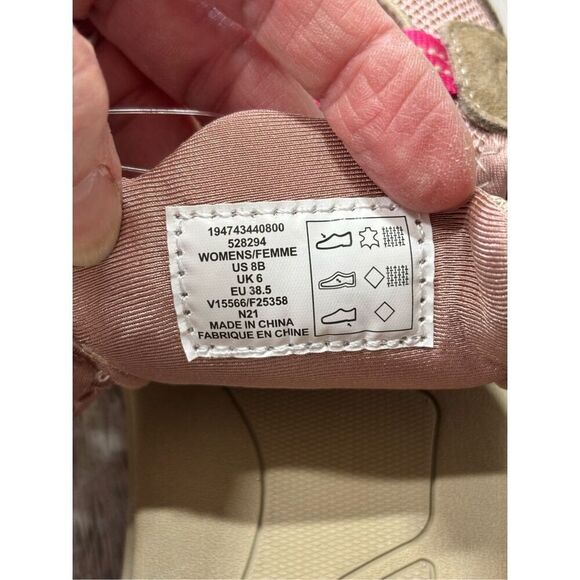 194743440800
528294
WOMENS/FEMME
US 8B
UK 6
EU 38.5
V15566/F25358
N21
MADE IN CHINA
FABRIQUE EN CHINE